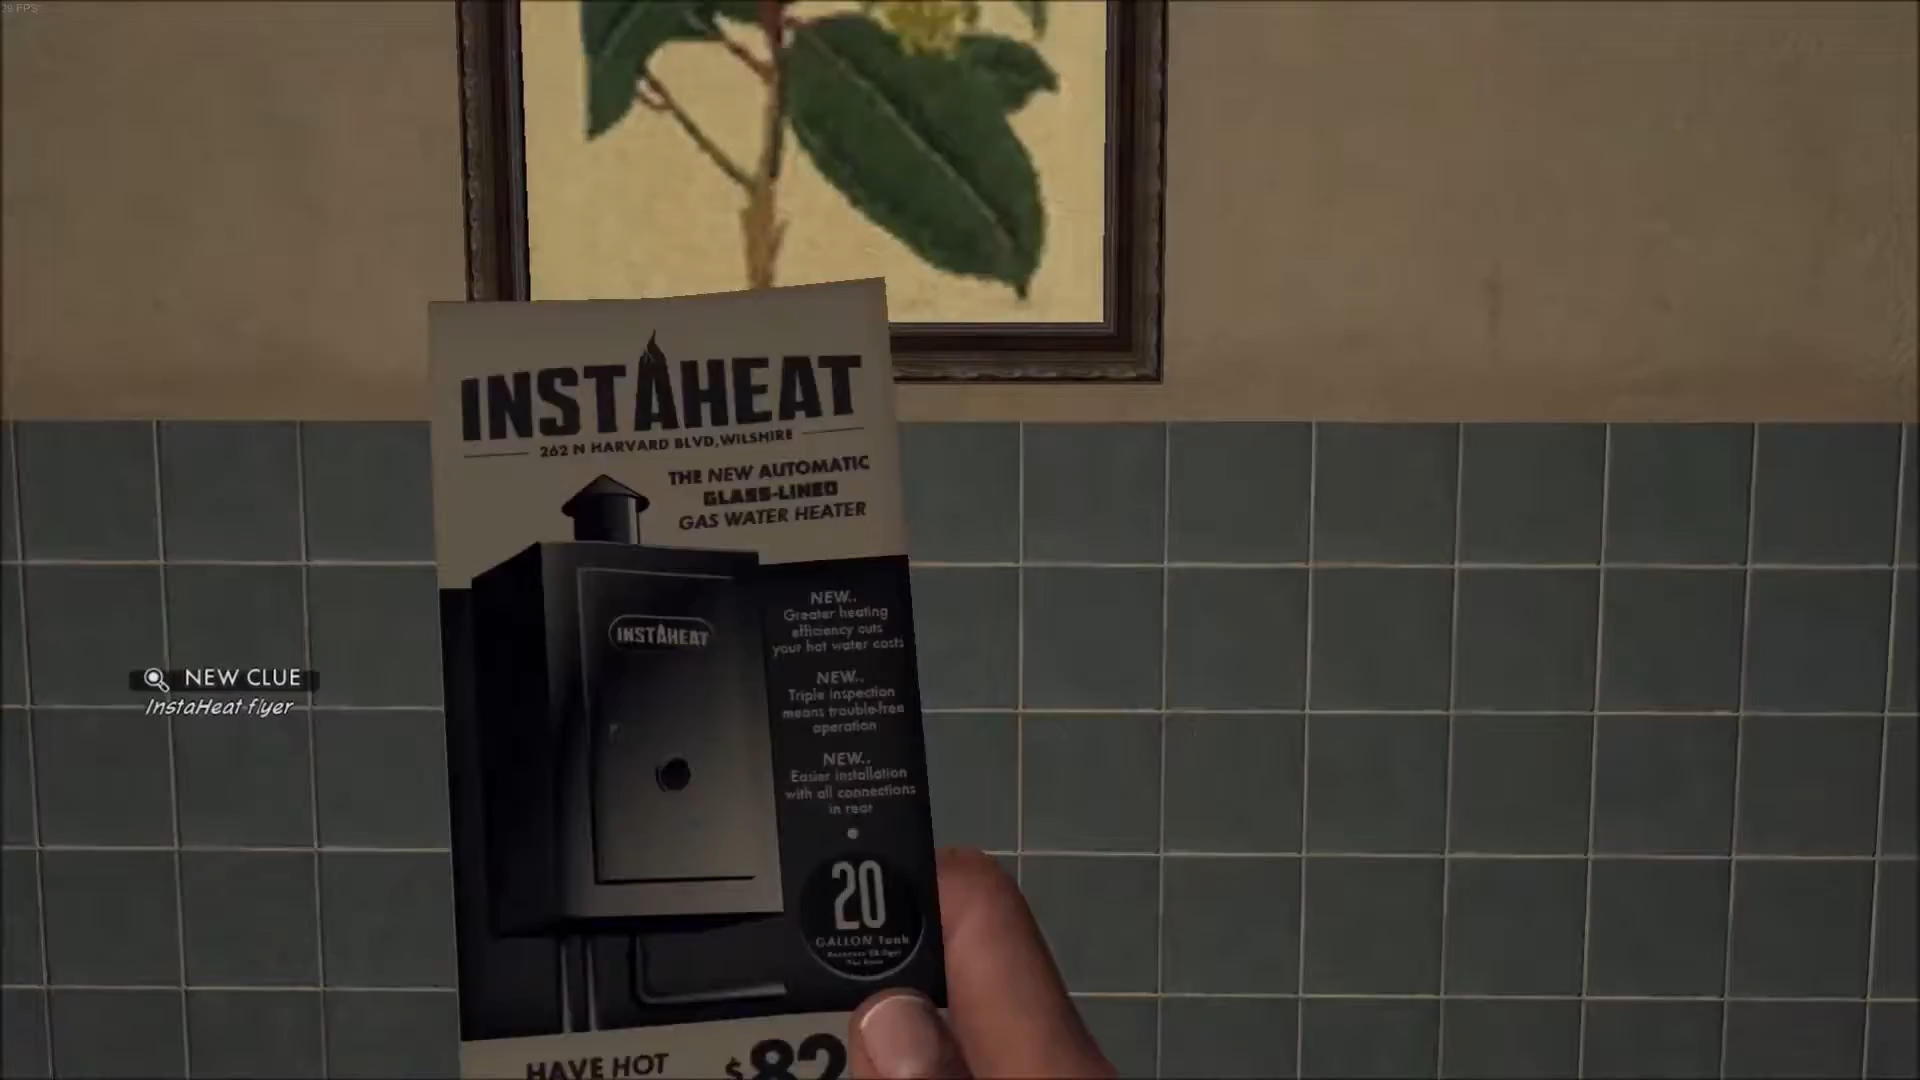 29 FPS
INSTAHEAT
262 N HARVARD BLVD, WILSHIRE
THE NEW AUTOMATIC
GLASS-LINED
GAS WATER HEATER
INSTAHEAT
NEW..
Greater heating
efficiency cuts
your hot water costs
NEW..
Triple inspection
means trouble-free
operation
NEW..
Easier installation
with all connections
in rear
20
GALLON Tank
HAVE HOT
$82
NEW CLUE
InstaHeat flyer